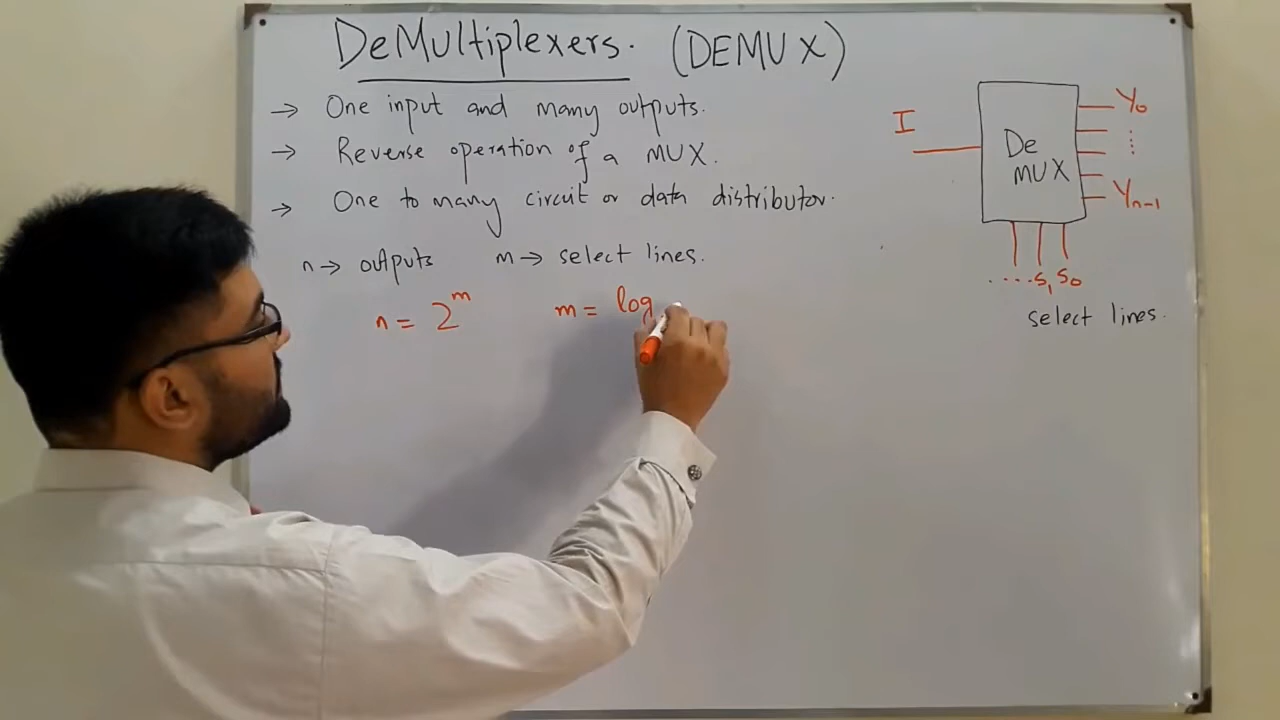 DeMultiplexers. (DEMUX)
→ One input and many outputs.
→ Reverse operation of a MUX.
→ One to many circuit or data distributor.
n → outputs m → select lines.
n = 2^m m = log
I
De
MUX
Y₀
⋮
Yₙ₋₁
....S₁ S₀
select lines.